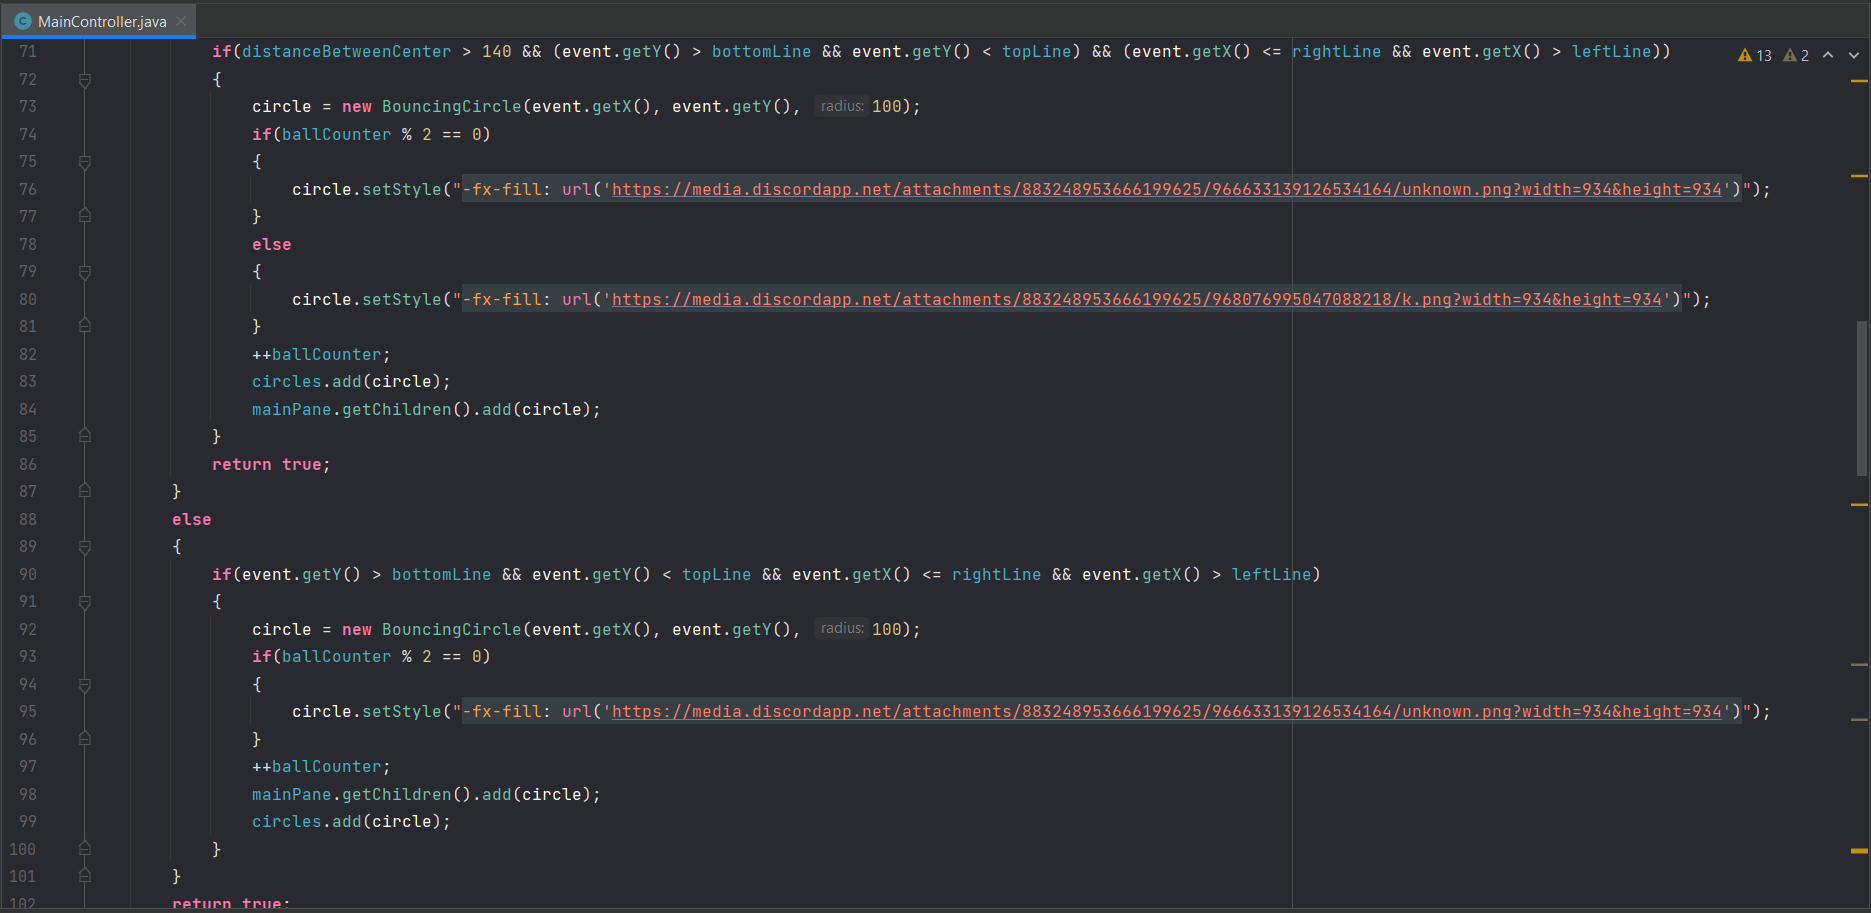 MainController.java
71 if(distanceBetweenCenter > 140 && (event.getY() > bottomLine && event.getY() < topLine) && (event.getX() <= rightLine && event.getX() > leftLine)) 13 2
72 {
73 circle = new BouncingCircle(event.getX(), event.getY(), radius: 100);
74 if(ballCounter % 2 == 0)
75 {
76 circle.setStyle("-fx-fill: url('https://media.discordapp.net/attachments/883248953666199625/966633139126534164/unknown.png?width=934&height=934')");
77 }
78 else
79 {
80 circle.setStyle("-fx-fill: url('https://media.discordapp.net/attachments/883248953666199625/968076995047088218/k.png?width=934&height=934')");
81 }
82 ++ballCounter;
83 circles.add(circle);
84 mainPane.getChildren().add(circle);
85 }
86 return true;
87 }
88 else
89 {
90 if(event.getY() > bottomLine && event.getY() < topLine && event.getX() <= rightLine && event.getX() > leftLine)
91 {
92 circle = new BouncingCircle(event.getX(), event.getY(), radius: 100);
93 if(ballCounter % 2 == 0)
94 {
95 circle.setStyle("-fx-fill: url('https://media.discordapp.net/attachments/883248953666199625/966633139126534164/unknown.png?width=934&height=934')");
96 }
97 ++ballCounter;
98 mainPane.getChildren().add(circle);
99 circles.add(circle);
100 }
101 }
102 return true;